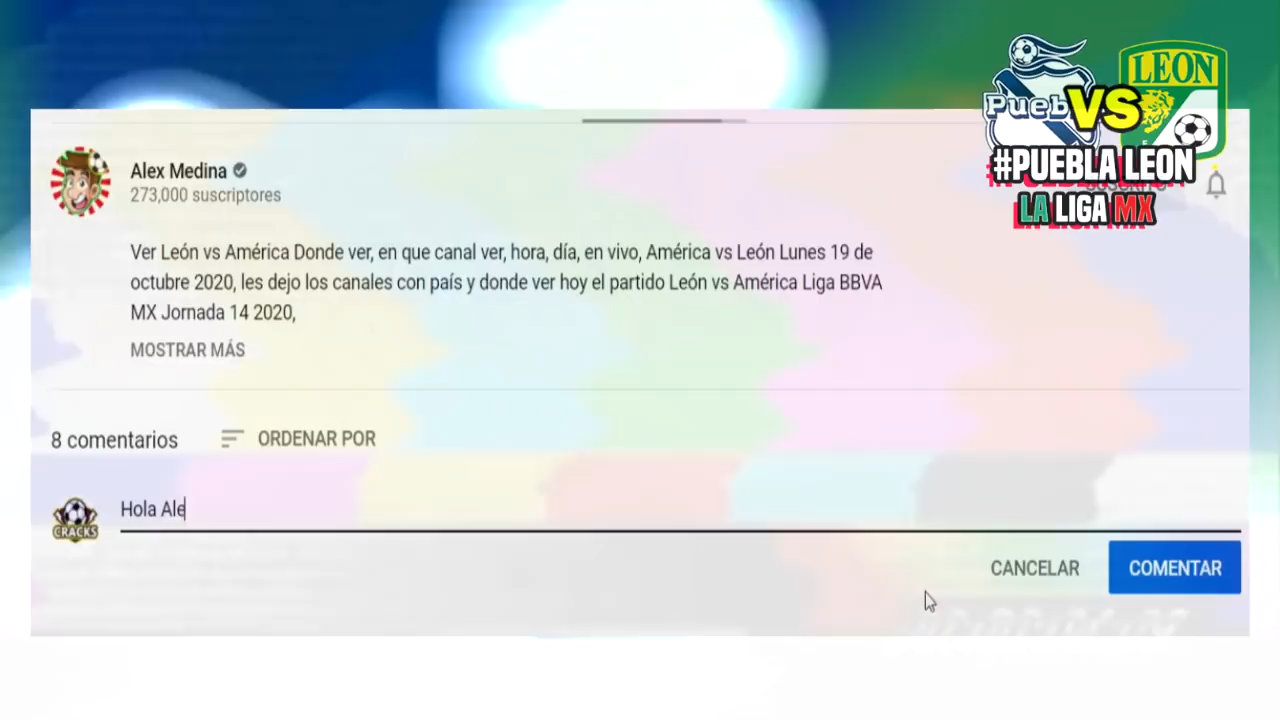 LEON
Pueb
VS
#PUEBLA LEON
LA LIGA MX
Alex Medina
273,000 suscriptores
Ver León vs América Donde ver, en que canal ver, hora, día, en vivo, América vs León Lunes 19 de
octubre 2020, les dejo los canales con país y donde ver hoy el partido León vs América Liga BBVA
MX Jornada 14 2020,
MOSTRAR MÁS
8 comentarios
ORDENAR POR
CRACKS
Hola Ale
CANCELAR
COMENTAR